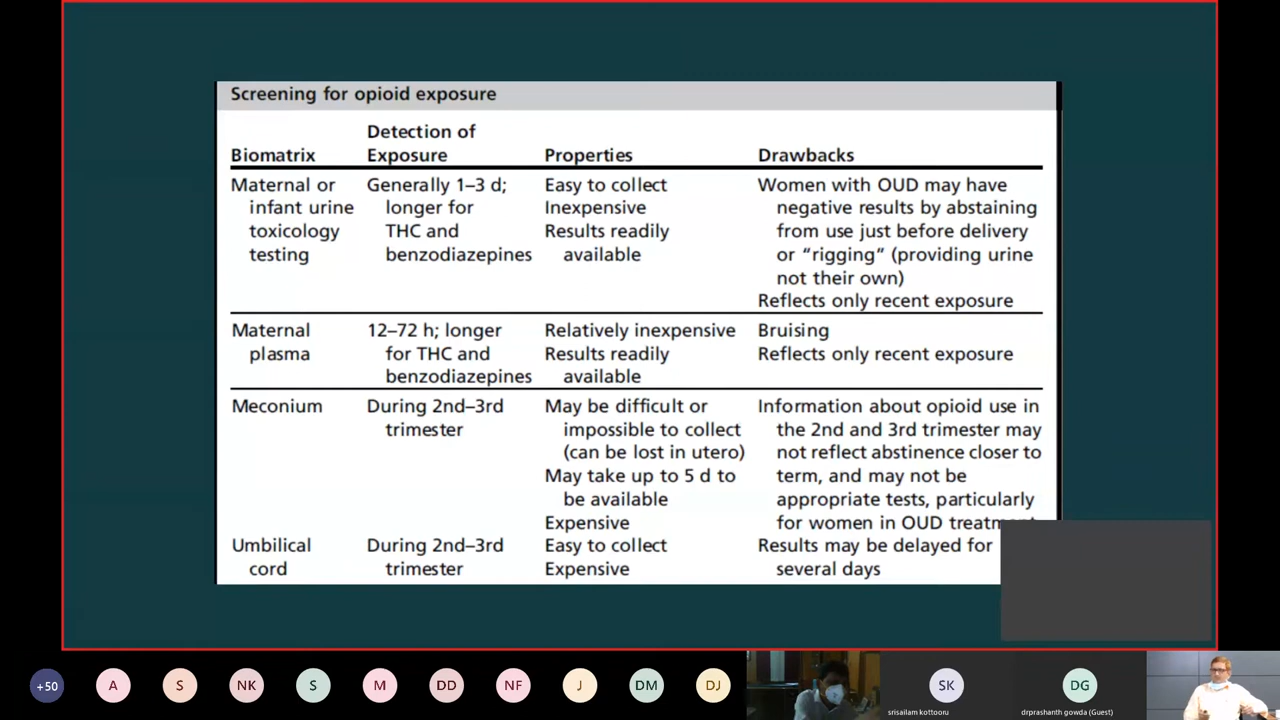 Screening for opioid exposure
Detection of
Biomatrix Exposure Properties Drawbacks
Maternal or Generally 1–3 d; Easy to collect Women with OUD may have
infant urine longer for Inexpensive negative results by abstaining
toxicology THC and Results readily from use just before delivery
testing benzodiazepines available or “rigging” (providing urine
not their own)
Reflects only recent exposure
Maternal 12–72 h; longer Relatively inexpensive Bruising
plasma for THC and Results readily Reflects only recent exposure
benzodiazepines available
Meconium During 2nd–3rd May be difficult or Information about opioid use in
trimester impossible to collect the 2nd and 3rd trimester may
(can be lost in utero) not reflect abstinence closer to
May take up to 5 d to term, and may not be
be available appropriate tests, particularly
Expensive for women in OUD treatment
Umbilical During 2nd–3rd Easy to collect Results may be delayed for
cord trimester Expensive several days
+50 A S NK S M DD NF J DM DJ SK DG
srisailam kottooru drprashanth gowda (Guest)